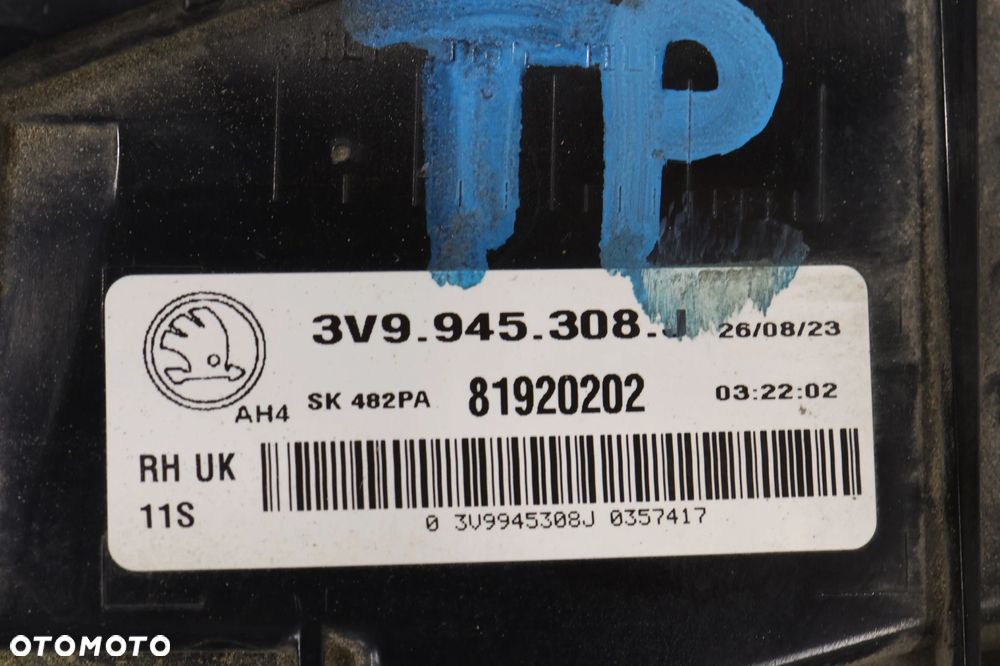 TP
3V9.945.308.J 26/08/23
AH4 SK 482PA 81920202 03:22:02
RH UK
11S
0 3V9945308J 0357417
OTOMOTO